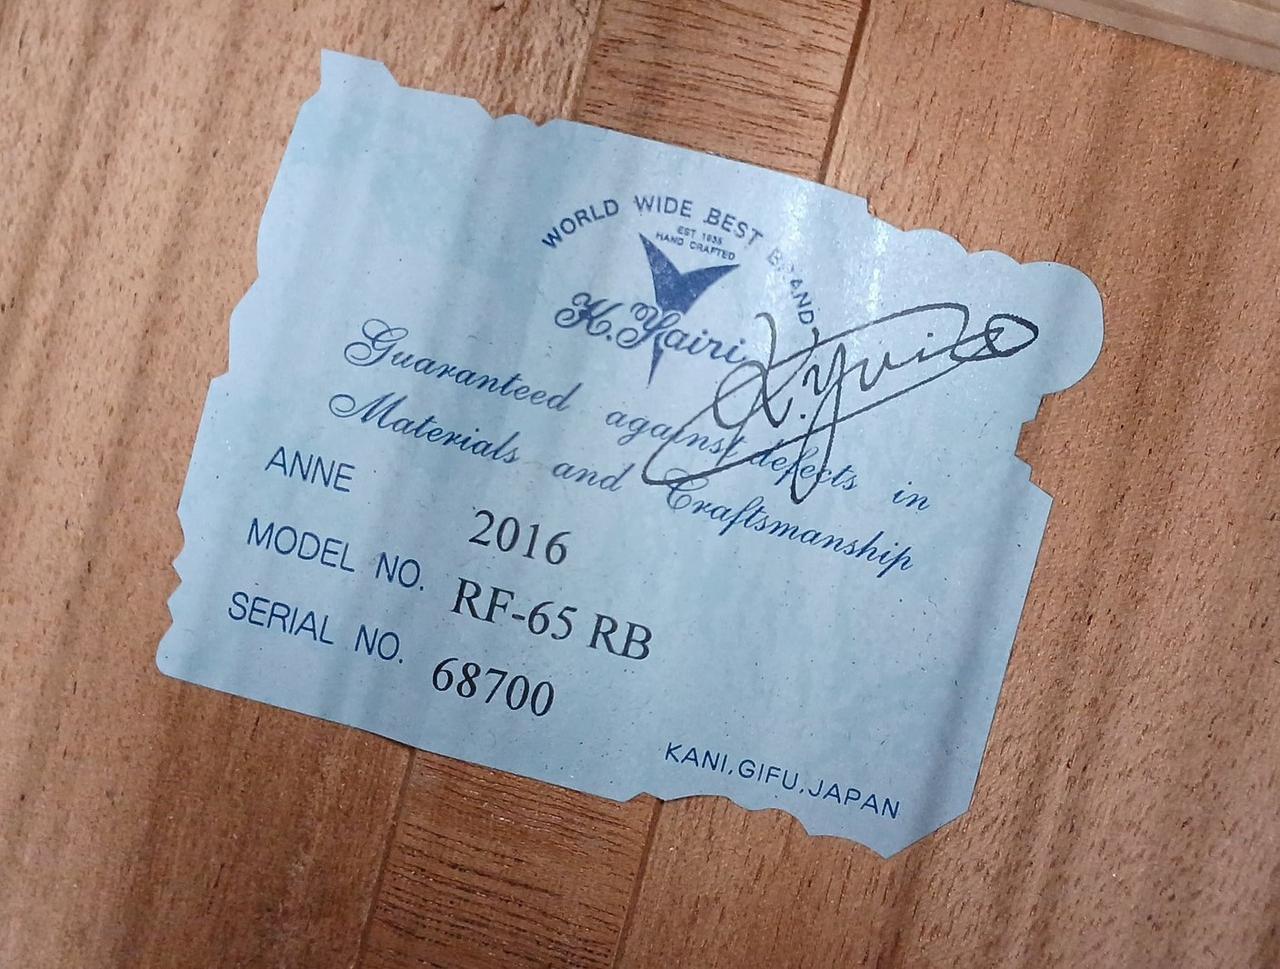 WORLD WIDE BEST BRAND
EST 1935
HAND CRAFTED
K.Yairi
K.Yairi
Guaranteed against defects in
Materials and Craftsmanship
ANNE 2016
MODEL NO. RF-65 RB
SERIAL NO. 68700
KANI,GIFU,JAPAN